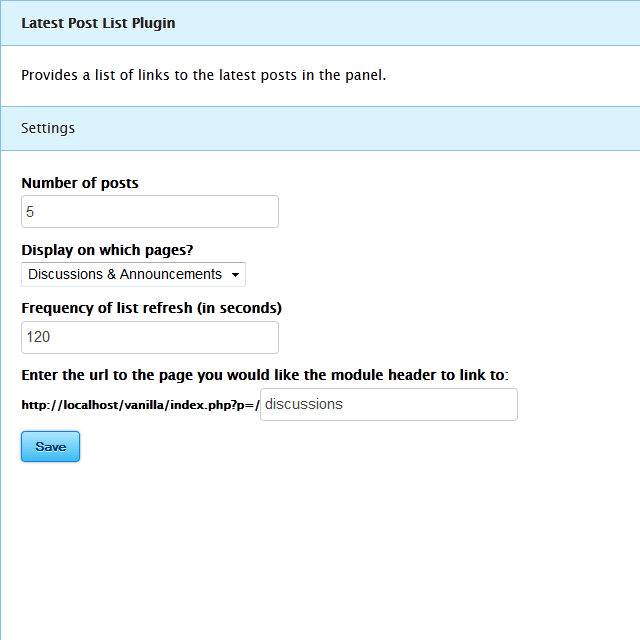 Latest Post List Plugin
Provides a list of links to the latest posts in the panel.
Settings
Number of posts
5
Display on which pages?
Discussions & Announcements
Frequency of list refresh (in seconds)
120
Enter the url to the page you would like the module header to link to:
http://localhost/vanilla/index.php?p=/ discussions
Save